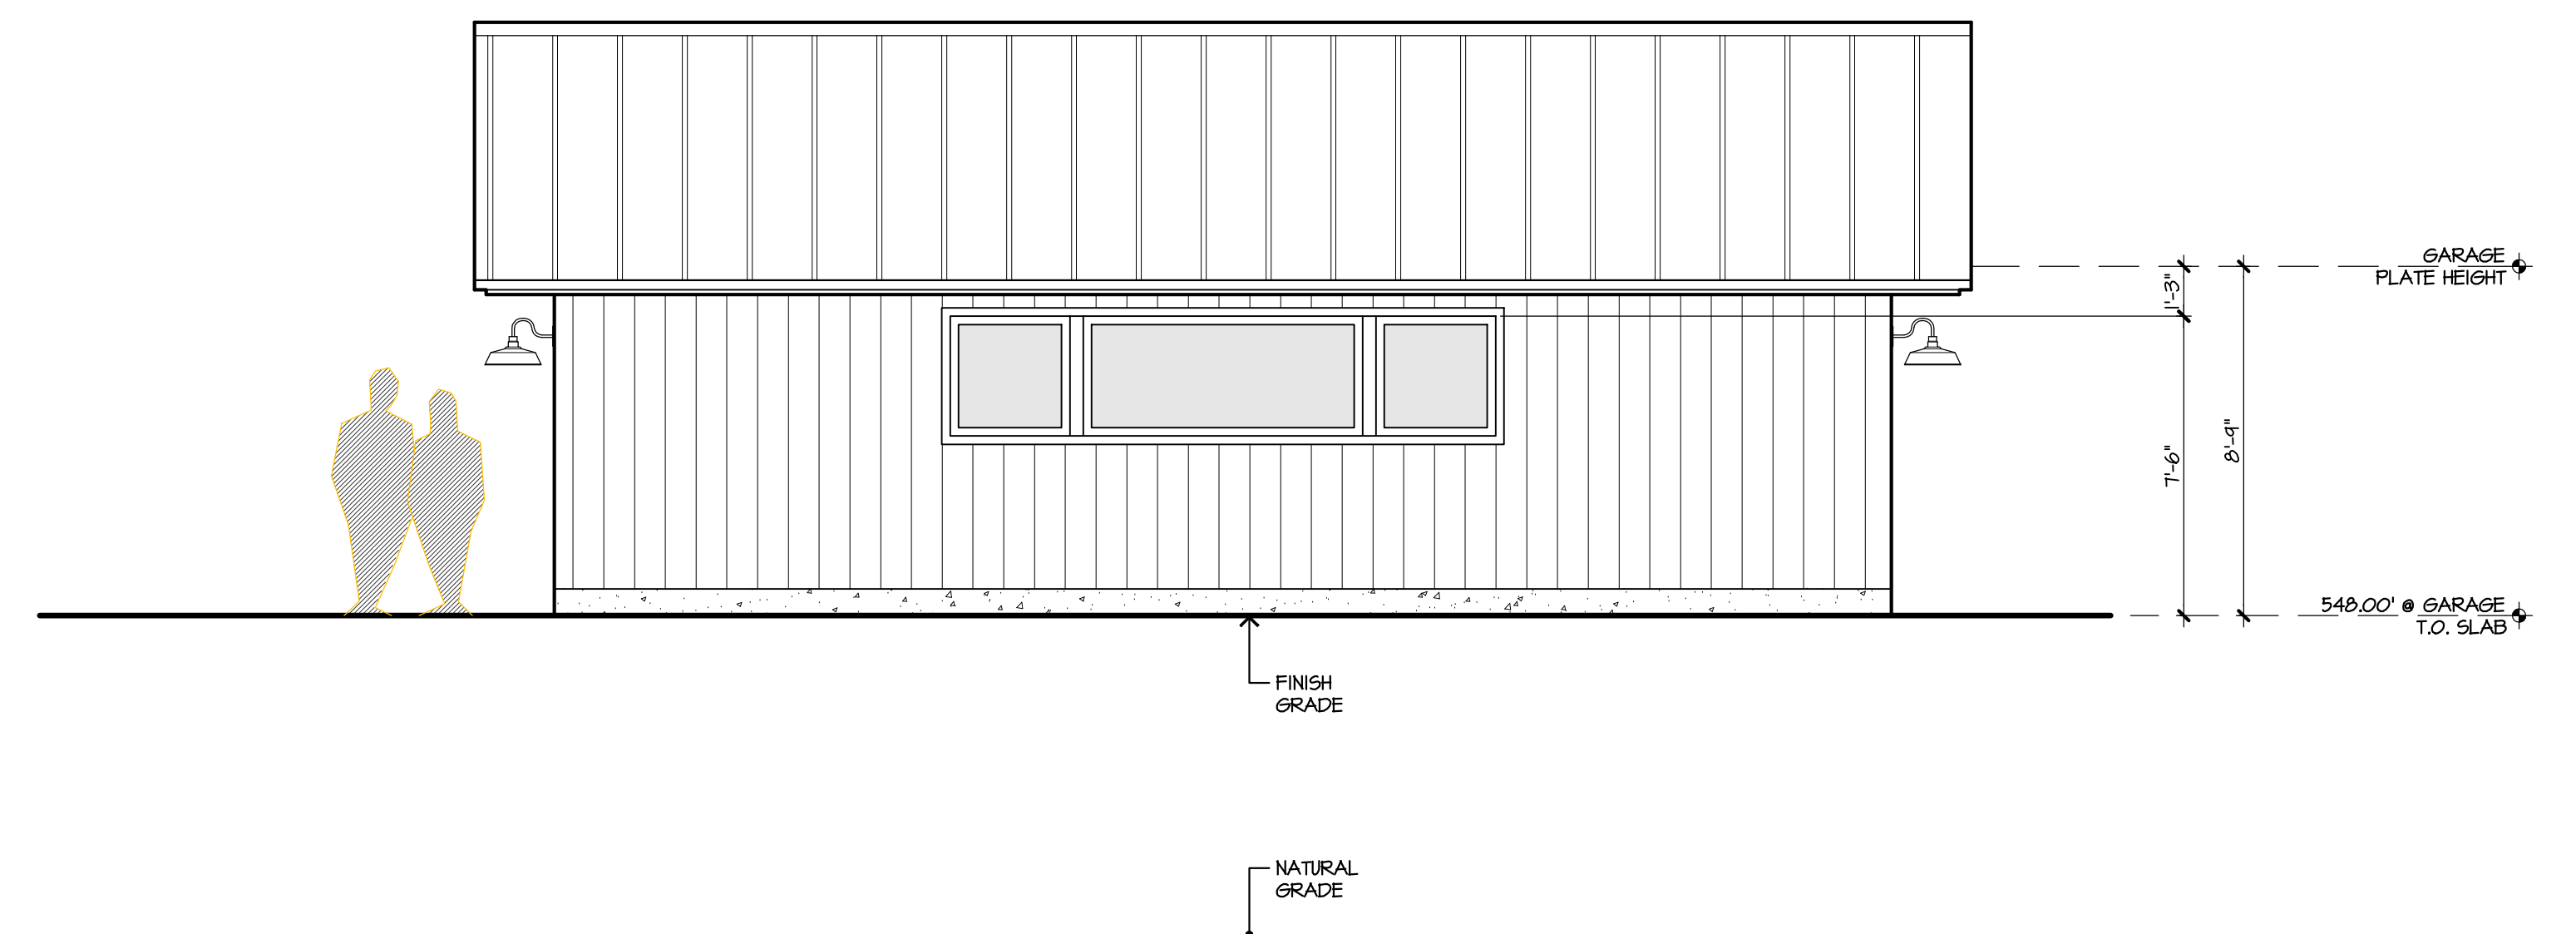 GARAGE
PLATE HEIGHT
1'-3"
7'-6"
8'-9"
548.00' @ GARAGE
T.O. SLAB
FINISH
GRADE
NATURAL
GRADE